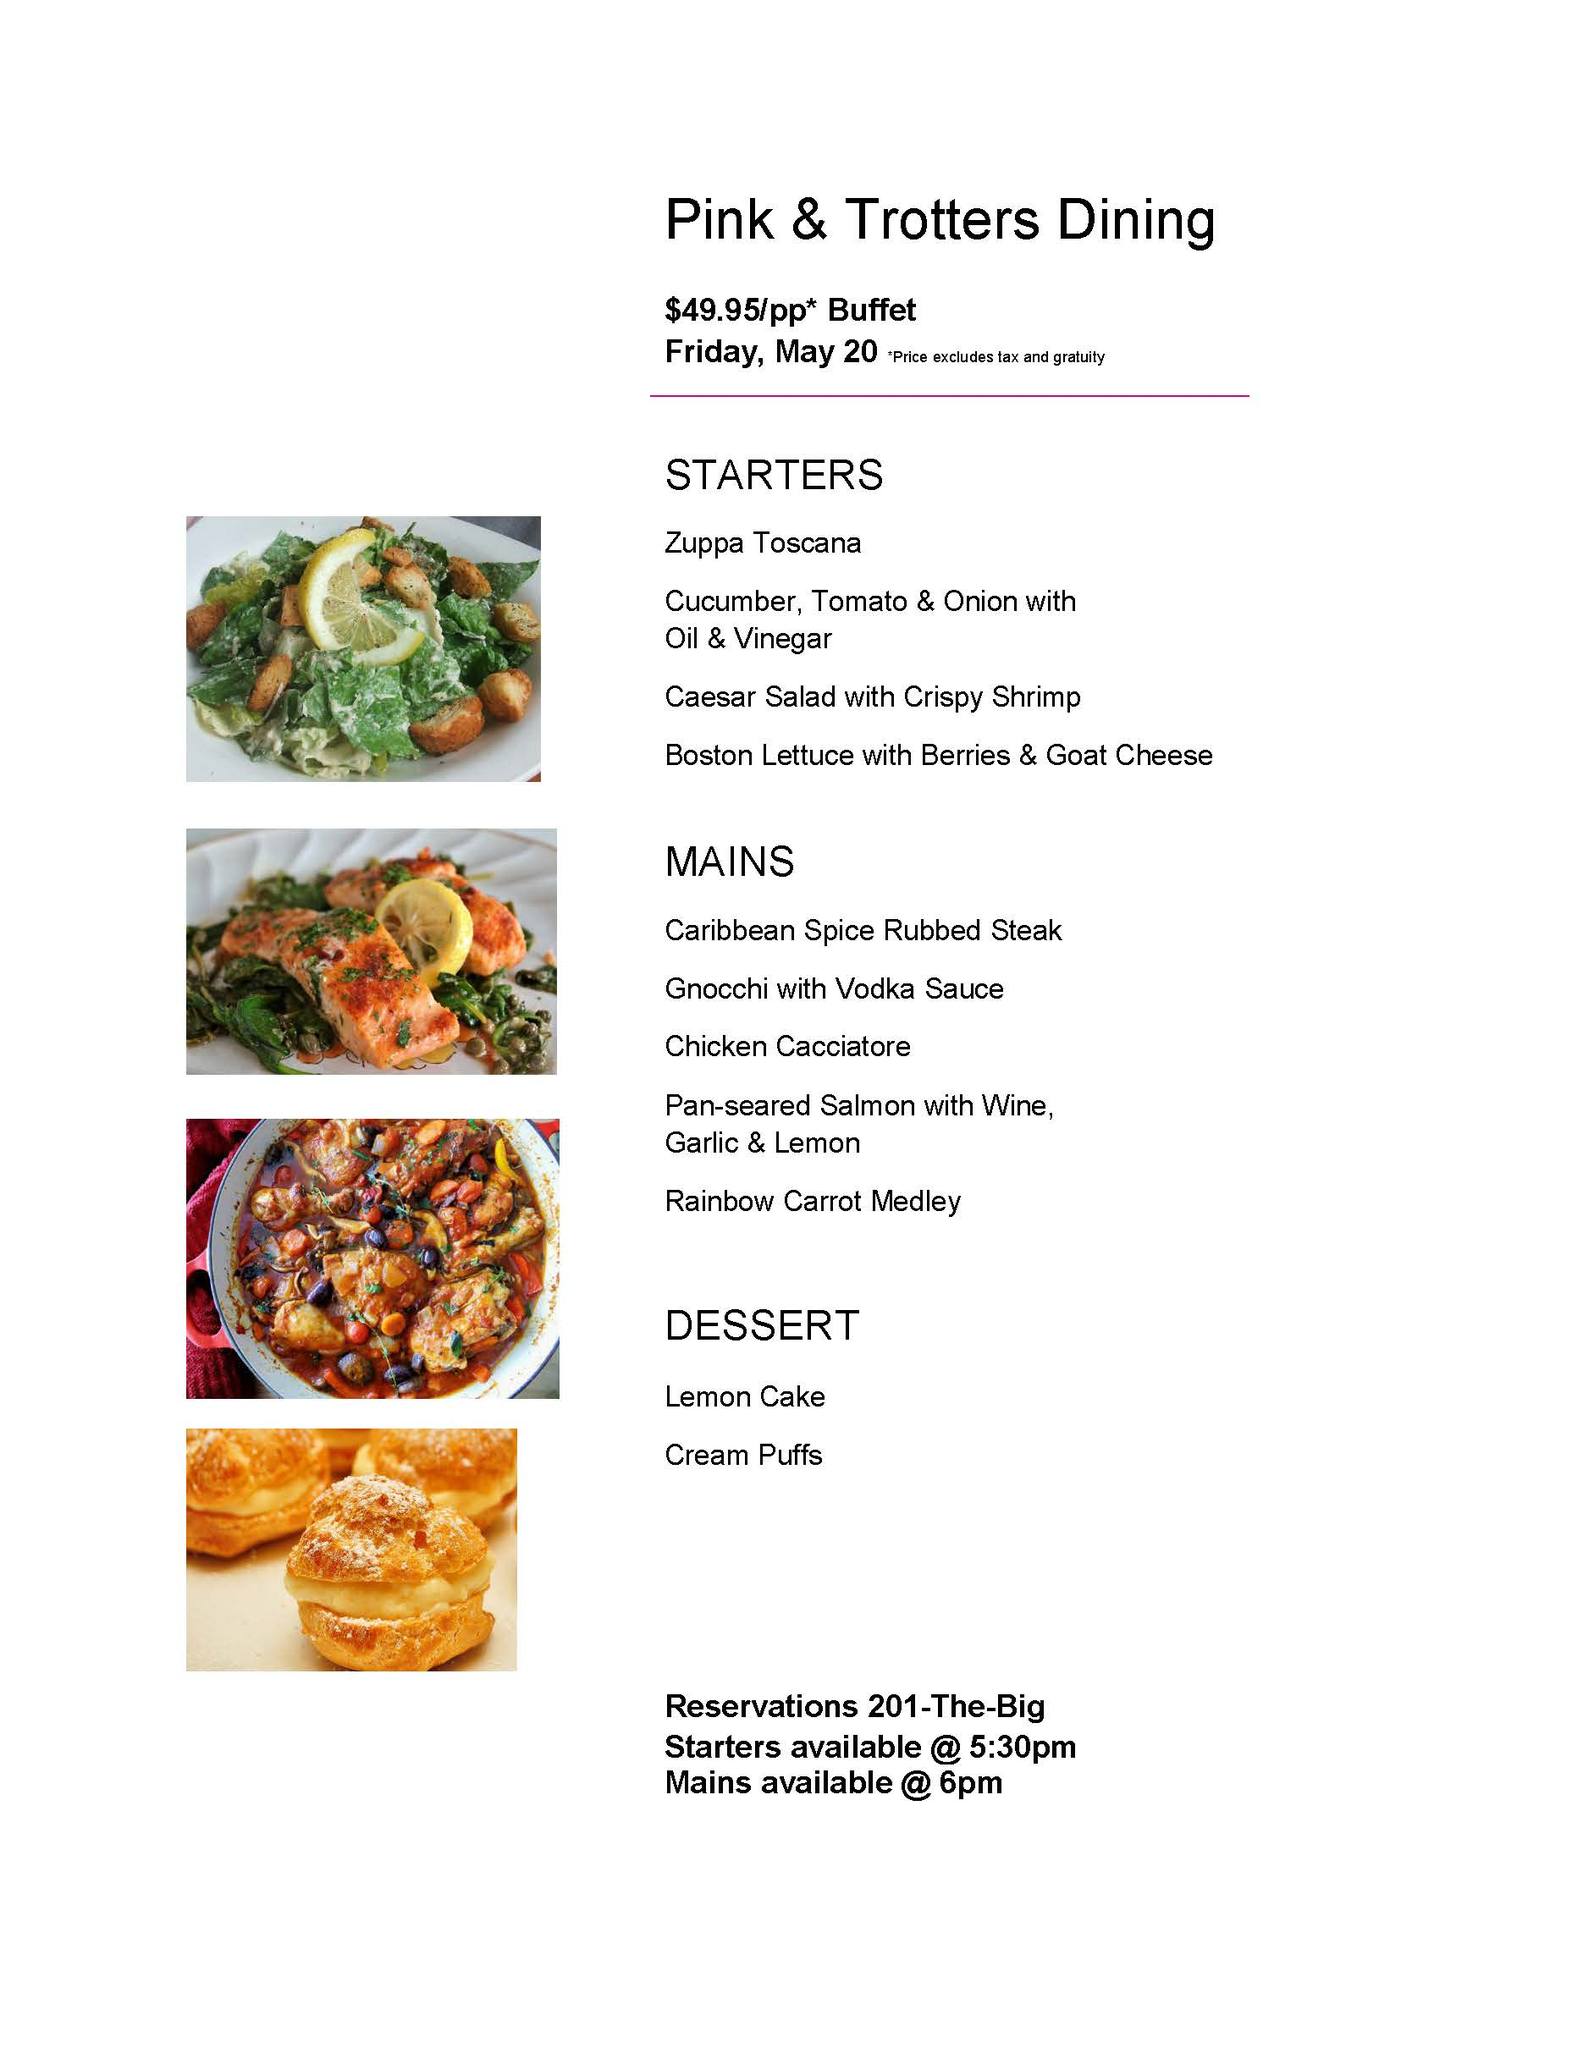 Pink & Trotters Dining
$49.95/pp* Buffet
Friday, May 20 *Price excludes tax and gratuity
STARTERS
Zuppa Toscana
Cucumber, Tomato & Onion with
Oil & Vinegar
Caesar Salad with Crispy Shrimp
Boston Lettuce with Berries & Goat Cheese
MAINS
Caribbean Spice Rubbed Steak
Gnocchi with Vodka Sauce
Chicken Cacciatore
Pan-seared Salmon with Wine,
Garlic & Lemon
Rainbow Carrot Medley
DESSERT
Lemon Cake
Cream Puffs
Reservations 201-The-Big
Starters available @ 5:30pm
Mains available @ 6pm